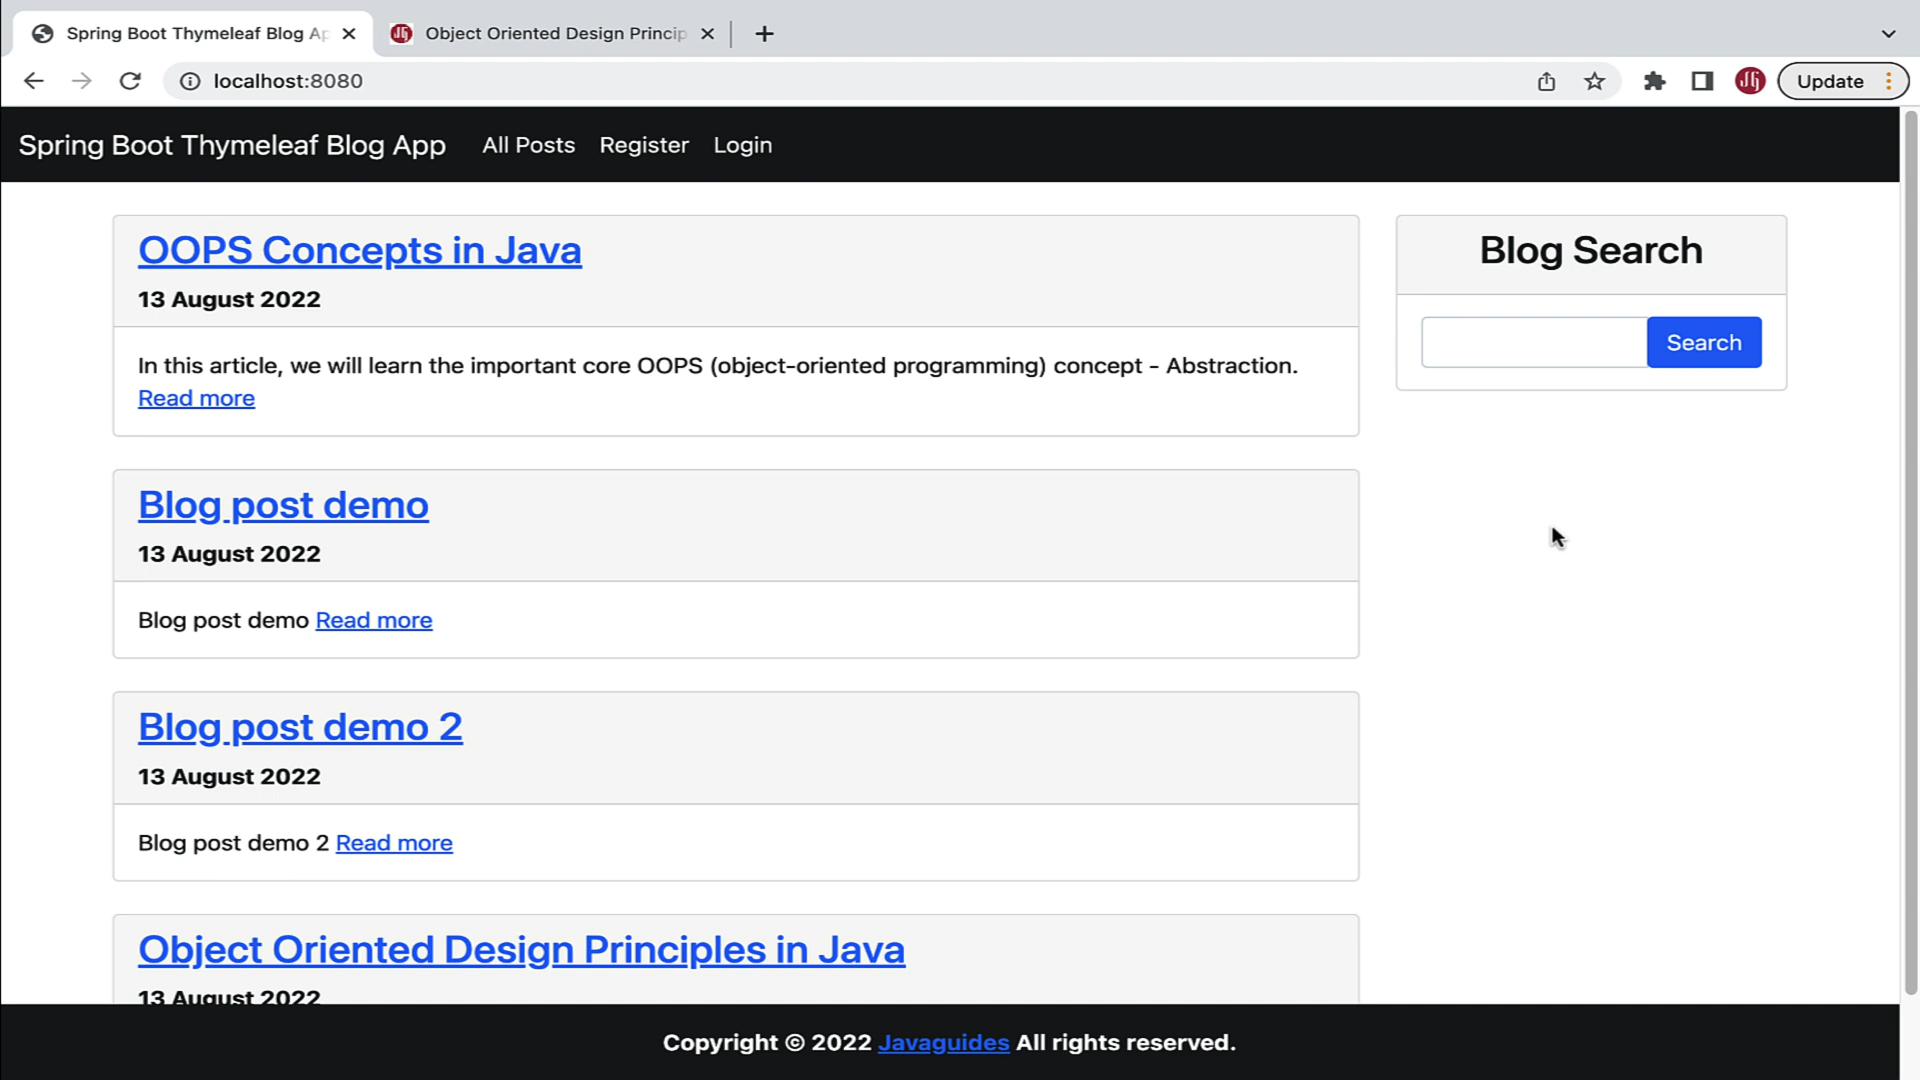 Spring Boot Thymeleaf Blog Ap
Object Oriented Design Princip
localhost:8080
Update
Spring Boot Thymeleaf Blog App All Posts Register Login
OOPS Concepts in Java
13 August 2022
In this article, we will learn the important core OOPS (object-oriented programming) concept - Abstraction.
Read more
Blog Search
Search
Blog post demo
13 August 2022
Blog post demo Read more
Blog post demo 2
13 August 2022
Blog post demo 2 Read more
Object Oriented Design Principles in Java
13 August 2022
Copyright © 2022 Javaguides All rights reserved.